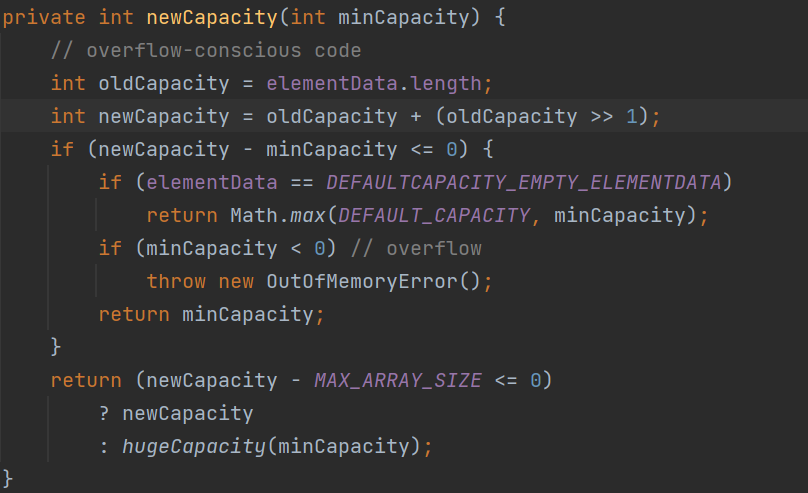 private int newCapacity(int minCapacity) {
    // overflow-conscious code
    int oldCapacity = elementData.length;
    int newCapacity = oldCapacity + (oldCapacity >> 1);
    if (newCapacity - minCapacity <= 0) {
        if (elementData == DEFAULTCAPACITY_EMPTY_ELEMENTDATA)
            return Math.max(DEFAULT_CAPACITY, minCapacity);
        if (minCapacity < 0) // overflow
            throw new OutOfMemoryError();
        return minCapacity;
    }
    return (newCapacity - MAX_ARRAY_SIZE <= 0)
        ? newCapacity
        : hugeCapacity(minCapacity);
}